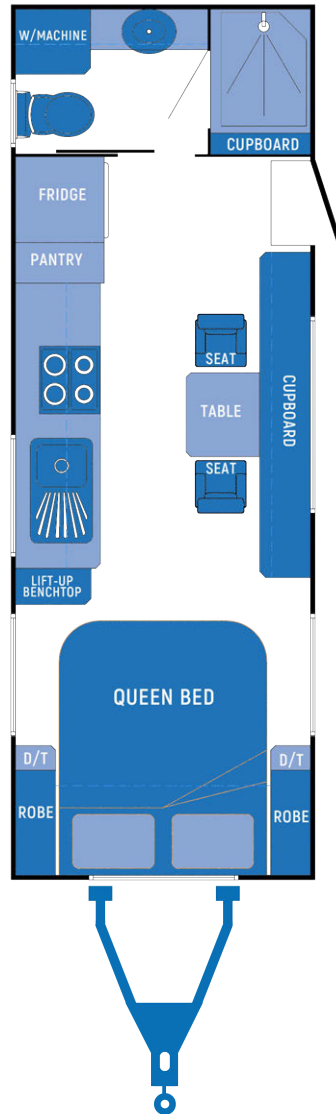 W/MACHINE
CUPBOARD
FRIDGE
PANTRY
SEAT
TABLE
CUPBOARD
SEAT
LIFT-UP
BENCHTOP
QUEEN BED
D/T
D/T
ROBE
ROBE